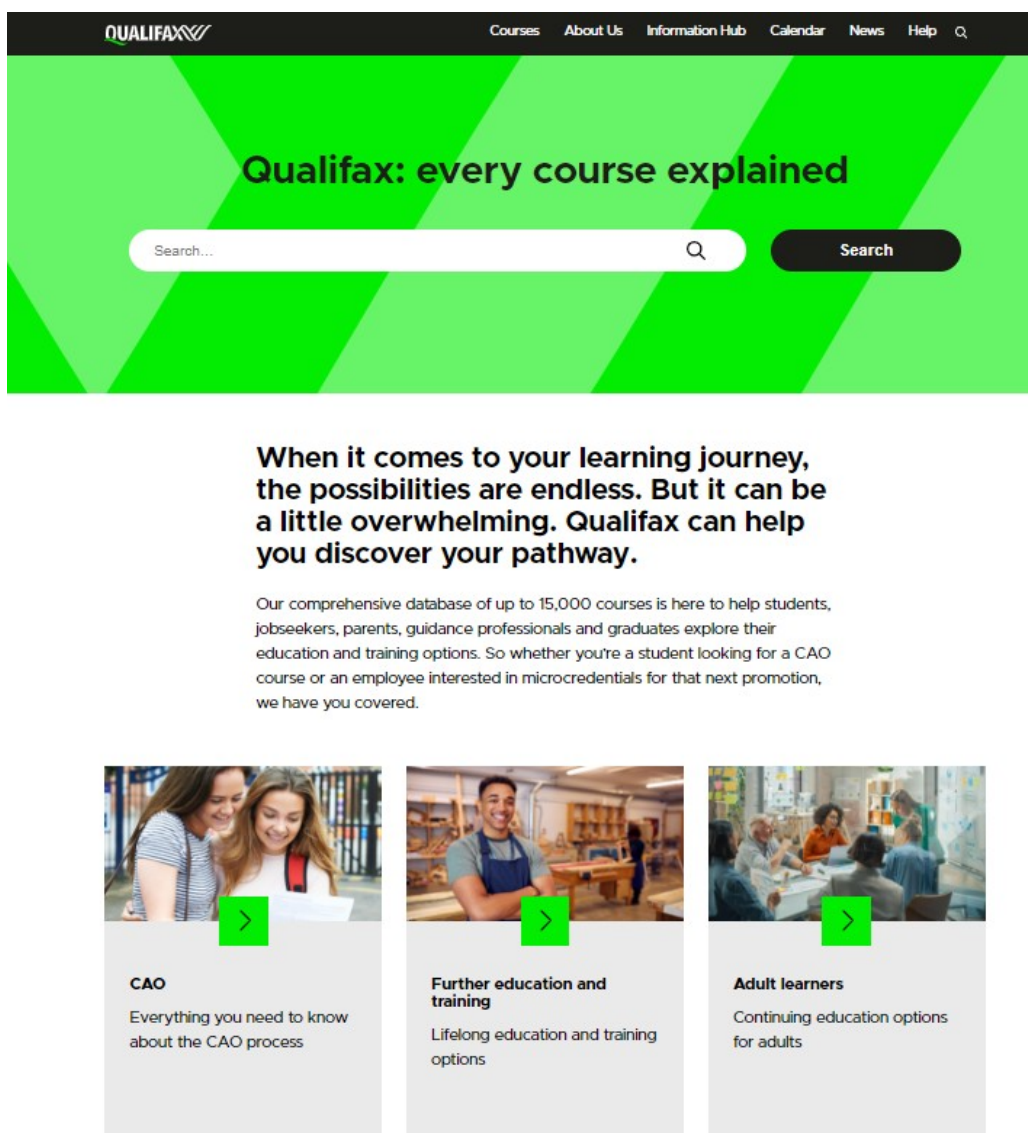 QUALIFAX
Courses About Us Information Hub Calendar News Help
Qualifax: every course explained
Search... Search
When it comes to your learning journey,
the possibilities are endless. But it can be
a little overwhelming. Qualifax can help
you discover your pathway.
Our comprehensive database of up to 15,000 courses is here to help students,
jobseekers, parents, guidance professionals and graduates explore their
education and training options. So whether you're a student looking for a CAO
course or an employee interested in microcredentials for that next promotion,
we have you covered.
CAO
Everything you need to know
about the CAO process
Further education and
training
Lifelong education and training
options
Adult learners
Continuing education options
for adults